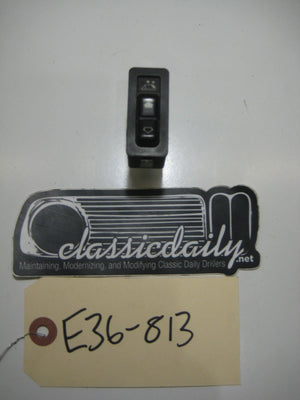 classicdaily
.net
Maintaining, Modernizing, and Modifying Classic Daily Drivers
E36-813